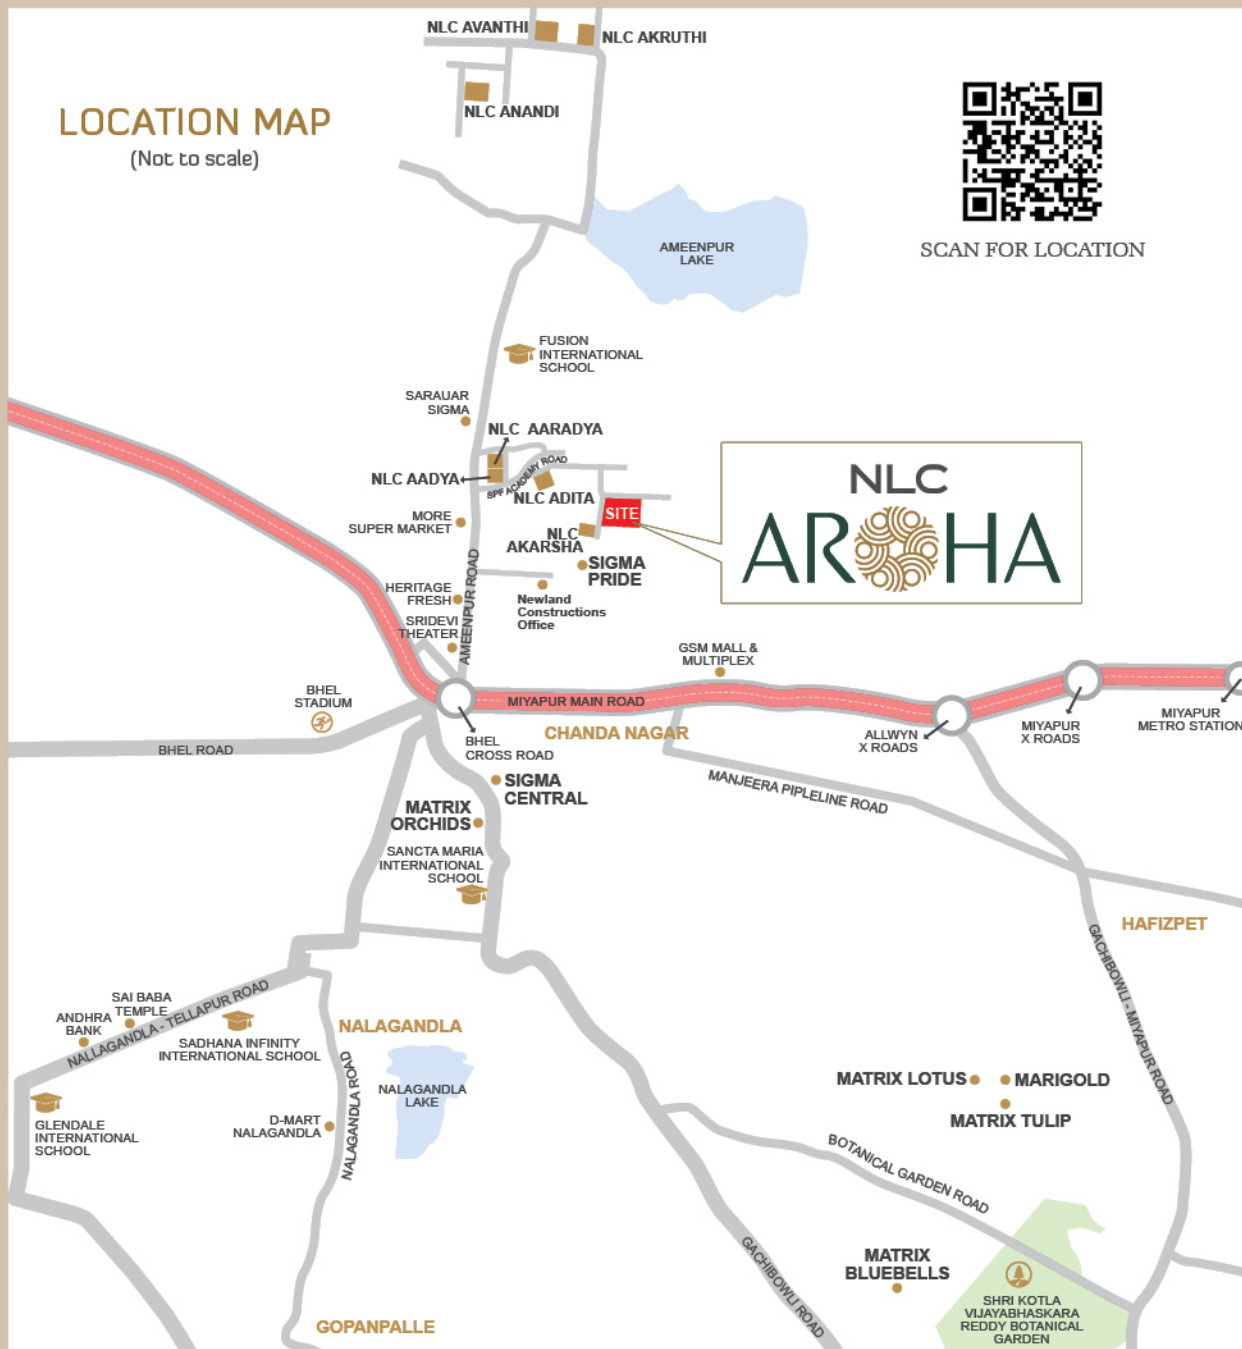 NLC AVANTHI
NLC AKRUTHI
NLC ANANDI
LOCATION MAP
(Not to scale)
SCAN FOR LOCATION
AMEENPUR
LAKE
FUSION
INTERNATIONAL
SCHOOL
SARAUAR
SIGMA
NLC AARADYA
NLC AADYA
SPF ACADEMY ROAD
NLC ADITA
SITE
NLC
AROHA
MORE
SUPER MARKET
NLC
AKARSHA
SIGMA
PRIDE
AMEENPUR ROAD
HERITAGE
FRESH
Newland
Constructions
Office
SRIDEVI
THEATER
GSM MALL &
MULTIPLEX
BHEL
STADIUM
MIYAPUR MAIN ROAD
CHANDA NAGAR
BHEL ROAD
BHEL
CROSS ROAD
ALLWYN
X ROADS
MIYAPUR
X ROADS
MIYAPUR
METRO STATION
MANJEERA PIPLELINE ROAD
SIGMA
CENTRAL
MATRIX
ORCHIDS
SANCTA MARIA
INTERNATIONAL
SCHOOL
HAFIZPET
GACHIBOWLI - MIYAPUR ROAD
SAI BABA
TEMPLE
ANDHRA
BANK
NALLAGANDLA - TELLAPUR ROAD
SADHANA INFINITY
INTERNATIONAL SCHOOL
NALAGANDLA
NALAGANDLA
LAKE
NALAGANDLA ROAD
GLENDALE
INTERNATIONAL
SCHOOL
D-MART
NALAGANDLA
MATRIX LOTUS
MARIGOLD
MATRIX TULIP
BOTANICAL GARDEN ROAD
GACHIBOWLI ROAD
MATRIX
BLUEBELLS
SHRI KOTLA
VIJAYABHASKARA
REDDY BOTANICAL
GARDEN
GOPANPALLE